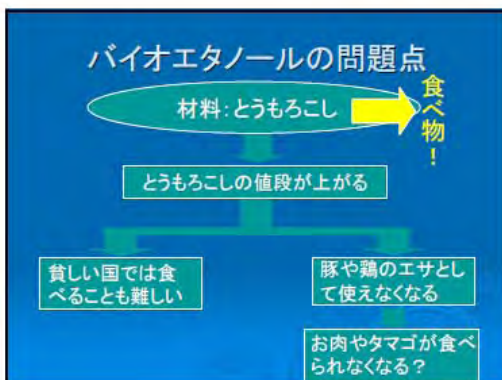 バイオエタノールの問題点
材料:とうもろこし
食べ物!
とうもろこしの値段が上がる
貧しい国では食
べることも難しい
豚や鶏のエサとし
て使えなくなる
お肉やタマゴが食べ
られなくなる?